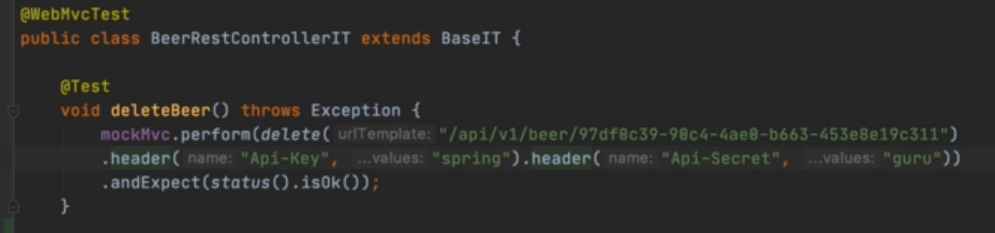 @WebMvcTest
public class BeerRestControllerIT extends BaseIT {
@Test
void deleteBeer() throws Exception {
mockMvc.perform(delete( urlTemplate: "/api/v1/beer/97df0c39-90c4-4ae0-b663-453e8e19c311")
.header( name: "Api-Key", ...values: "spring").header( name: "Api-Secret", ...values: "guru"))
.andExpect(status().isOk());
}